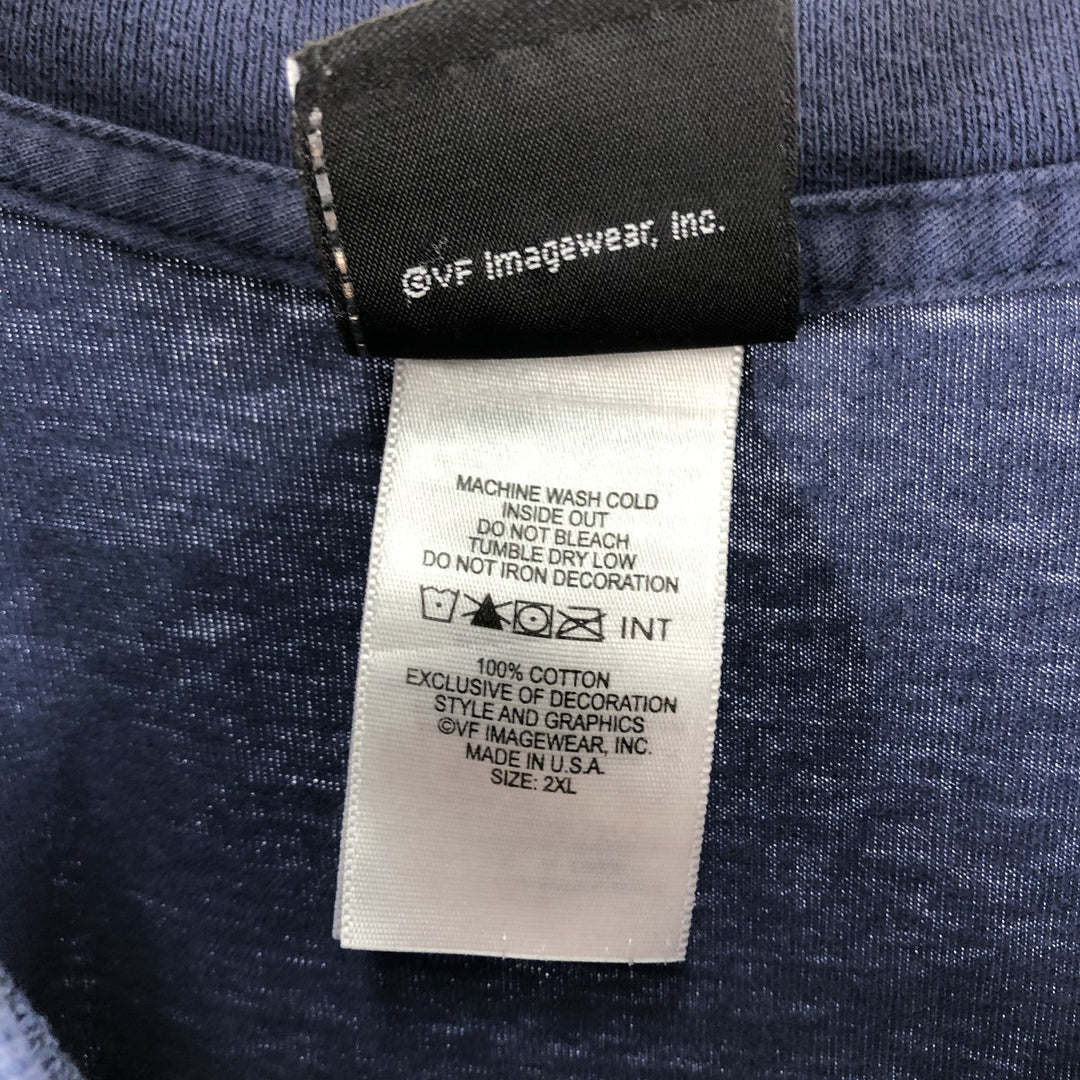 ©VF Imagewear, Inc.
MACHINE WASH COLD
INSIDE OUT
DO NOT BLEACH
TUMBLE DRY LOW
DO NOT IRON DECORATION
INT
100% COTTON
EXCLUSIVE OF DECORATION
STYLE AND GRAPHICS
©VF IMAGEWEAR, INC.
MADE IN U.S.A.
SIZE: 2XL